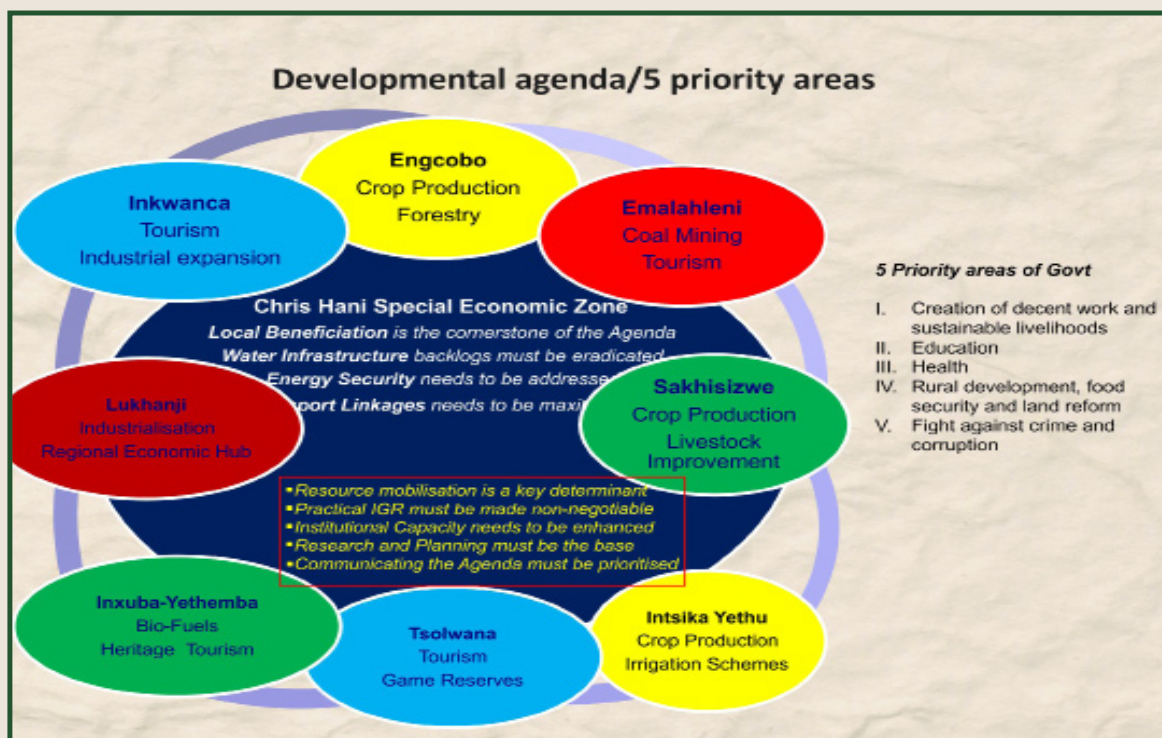 Developmental agenda/5 priority areas
Engcobo
Crop Production
Forestry
Inkwanca
Tourism
Industrial expansion
Emalahleni
Coal Mining
Tourism
Chris Hani Special Economic Zone
Local Beneficiation is the cornerstone of the Agenda
Water Infrastructure backlogs must be eradicated
Energy Security needs to be addressed
Linkages needs to be
Lukhanji
Industrialisation
Regional Economic Hub
Sakhisizwe
Crop Production
Livestock
Improvement
•Resource mobilisation is a key determinant
•Practical IGR must be made non-negotiable
•Institutional Capacity needs to be enhanced
•Research and Planning must be the base
•Communicating the Agenda must be prioritised
Inxuba-Yethemba
Bio-Fuels
Heritage Tourism
Tsolwana
Tourism
Game Reserves
Intsika Yethu
Crop Production
Irrigation Schemes
5 Priority areas of Govt
I. Creation of decent work and
sustainable livelihoods
II. Education
III. Health
IV. Rural development, food
security and land reform
V. Fight against crime and
corruption